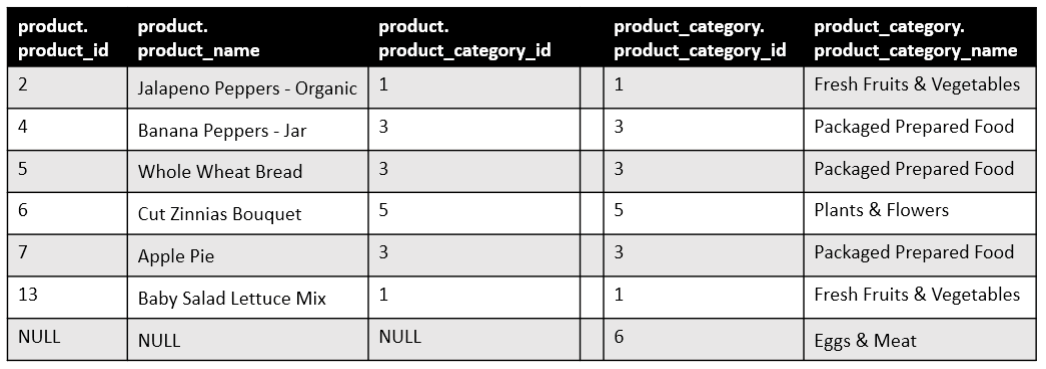 product. product. product. product_category. product_category.
product_id product_name product_category_id product_category_id product_category_name
2 Jalapeno Peppers - Organic 1 1 Fresh Fruits & Vegetables
4 Banana Peppers - Jar 3 3 Packaged Prepared Food
5 Whole Wheat Bread 3 3 Packaged Prepared Food
6 Cut Zinnias Bouquet 5 5 Plants & Flowers
7 Apple Pie 3 3 Packaged Prepared Food
13 Baby Salad Lettuce Mix 1 1 Fresh Fruits & Vegetables
NULL NULL NULL 6 Eggs & Meat